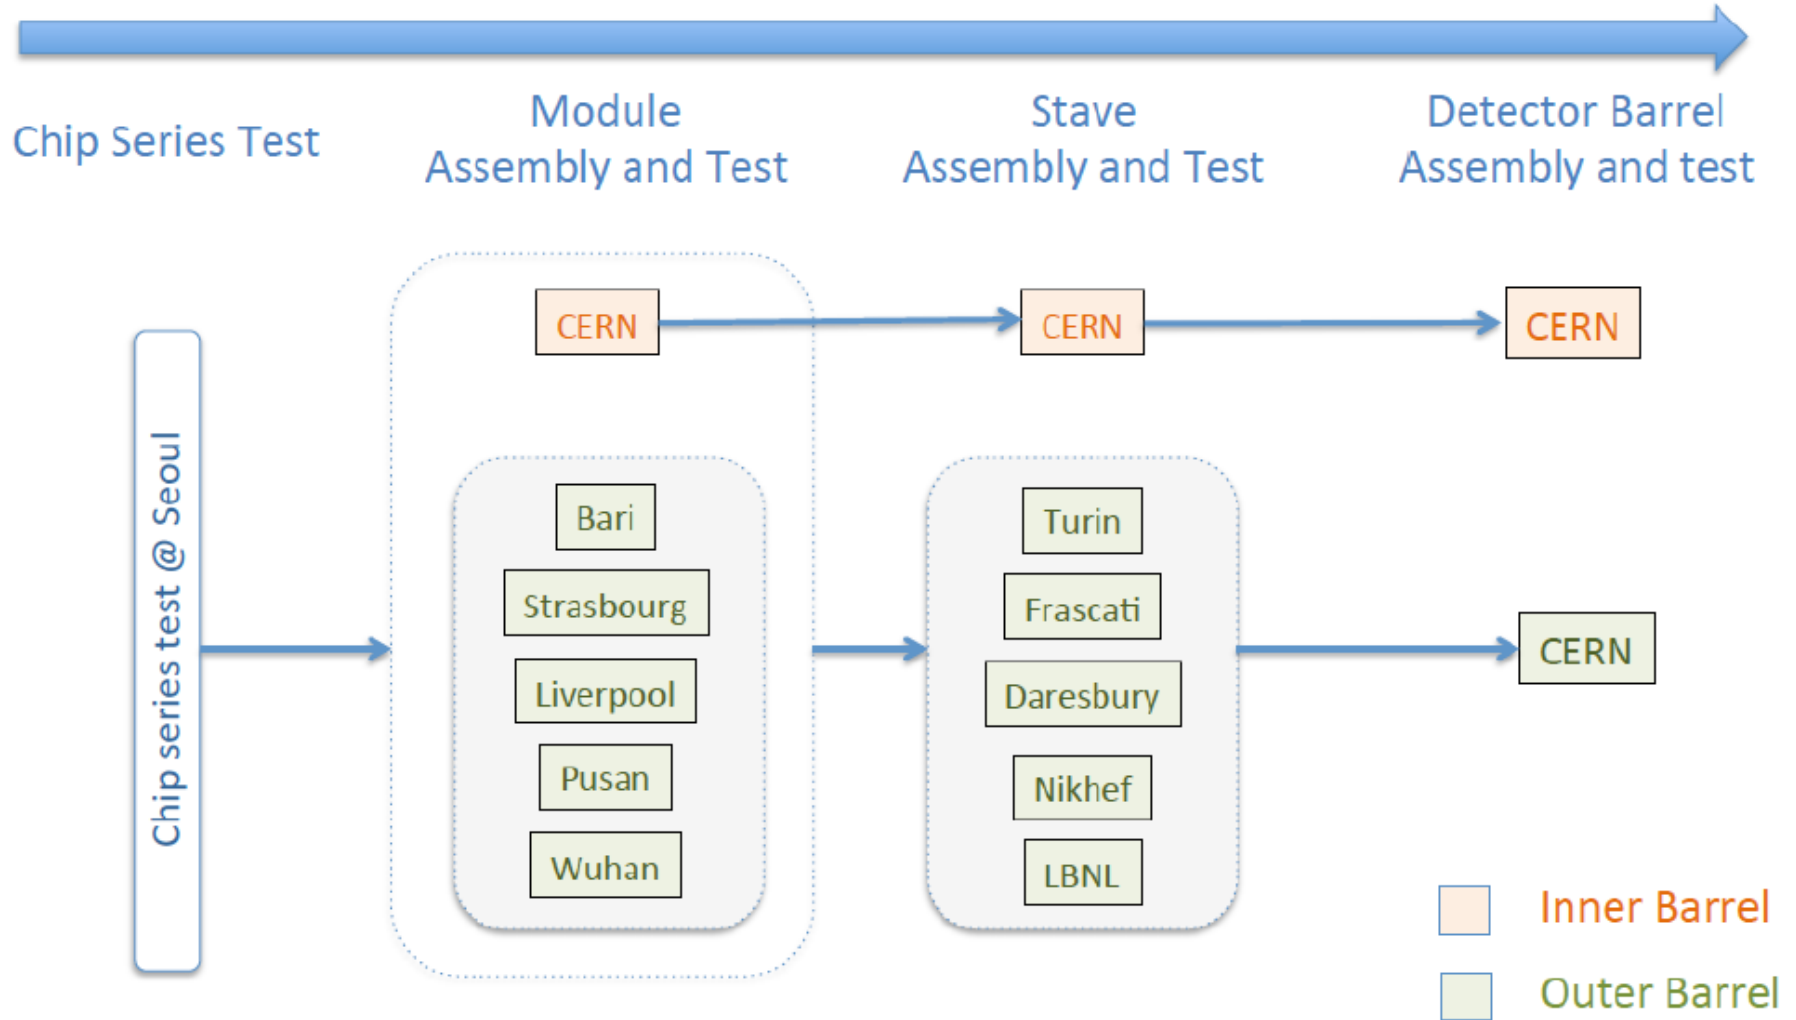 Chip Series Test
Module
Assembly and Test
Stave
Assembly and Test
Detector Barrel
Assembly and test
Chip series test @ Seoul
CERN
CERN
CERN
Bari
Strasbourg
Liverpool
Pusan
Wuhan
Turin
Frascati
Daresbury
Nikhef
LBNL
CERN
Inner Barrel
Outer Barrel